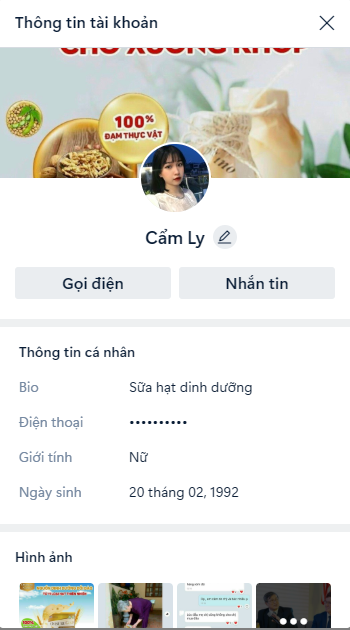 Thông tin tài khoản
CHO XƯƠNG KHỚP
100%
ĐẠM THỰC VẬT
Cẩm Ly
Gọi điện
Nhắn tin
Thông tin cá nhân
Bio
Sữa hạt dinh dưỡng
Điện thoại
••••••••••
Giới tính
Nữ
Ngày sinh
20 tháng 02, 1992
Hình ảnh